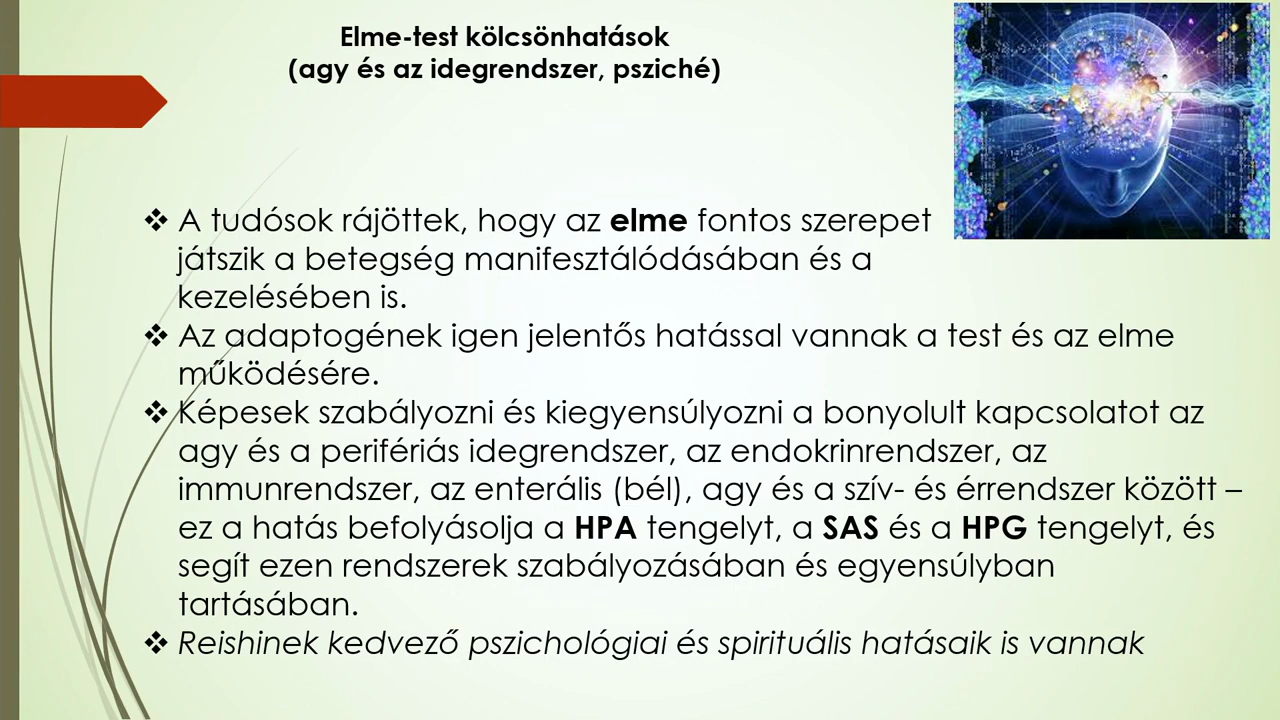 Elme-test kölcsönhatások
(agy és az idegrendszer, psziché)
❖ A tudósok rájöttek, hogy az elme fontos szerepet
játszik a betegség manifesztálódásában és a
kezelésében is.
❖ Az adaptogének igen jelentős hatással vannak a test és az elme
működésére.
❖ Képesek szabályozni és kiegyensúlyozni a bonyolult kapcsolatot az
agy és a perifériás idegrendszer, az endokrinrendszer, az
immunrendszer, az enterális (bél), agy és a szív- és érrendszer között –
ez a hatás befolyásolja a HPA tengelyt, a SAS és a HPG tengelyt, és
segít ezen rendszerek szabályozásában és egyensúlyban
tartásában.
❖ Reishinek kedvező pszichológiai és spirituális hatásaik is vannak